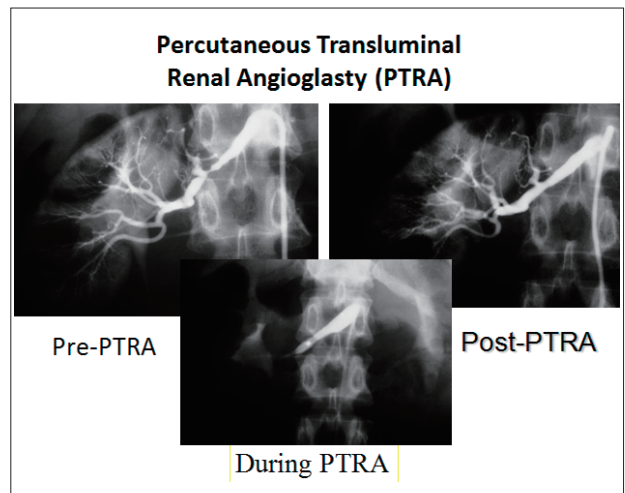 Percutaneous Transluminal
Renal Angioglasty (PTRA)
Pre-PTRA
Post-PTRA
During PTRA